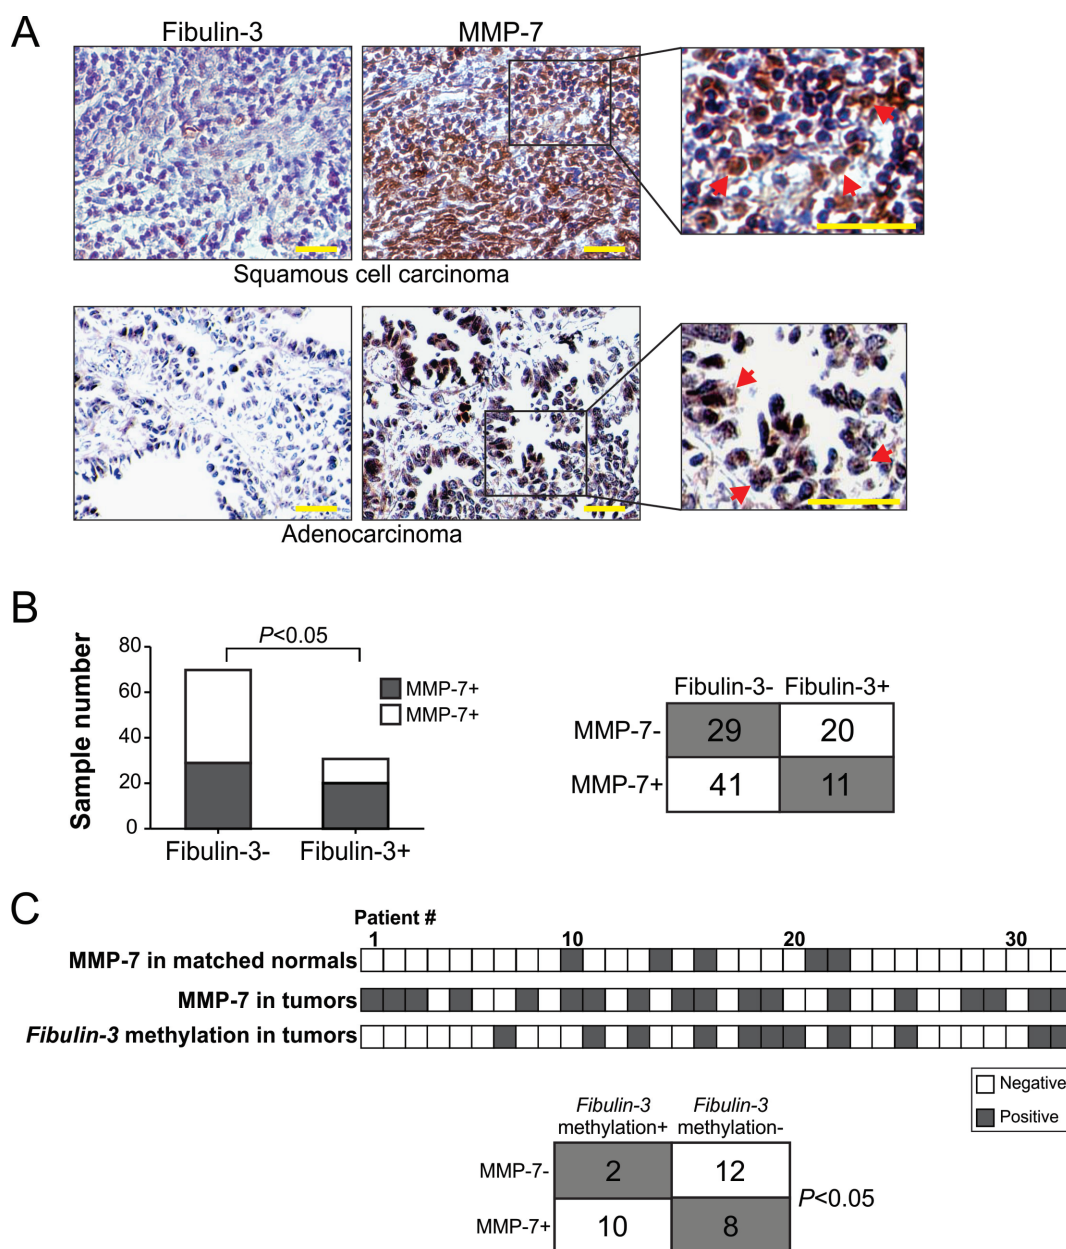 A
Fibulin-3 MMP-7
Squamous cell carcinoma
Adenocarcinoma
B
P<0.05
80
60
40
20
0
Sample number
MMP-7+
MMP-7+
Fibulin-3- Fibulin-3+
Fibulin-3- Fibulin-3+
MMP-7- 29 20
MMP-7+ 41 11
C
Patient #
1 10 20 30
MMP-7 in matched normals
MMP-7 in tumors
Fibulin-3 methylation in tumors
Negative
Positive
Fibulin-3 Fibulin-3
methylation+ methylation-
MMP-7- 2 12
P<0.05
MMP-7+ 10 8